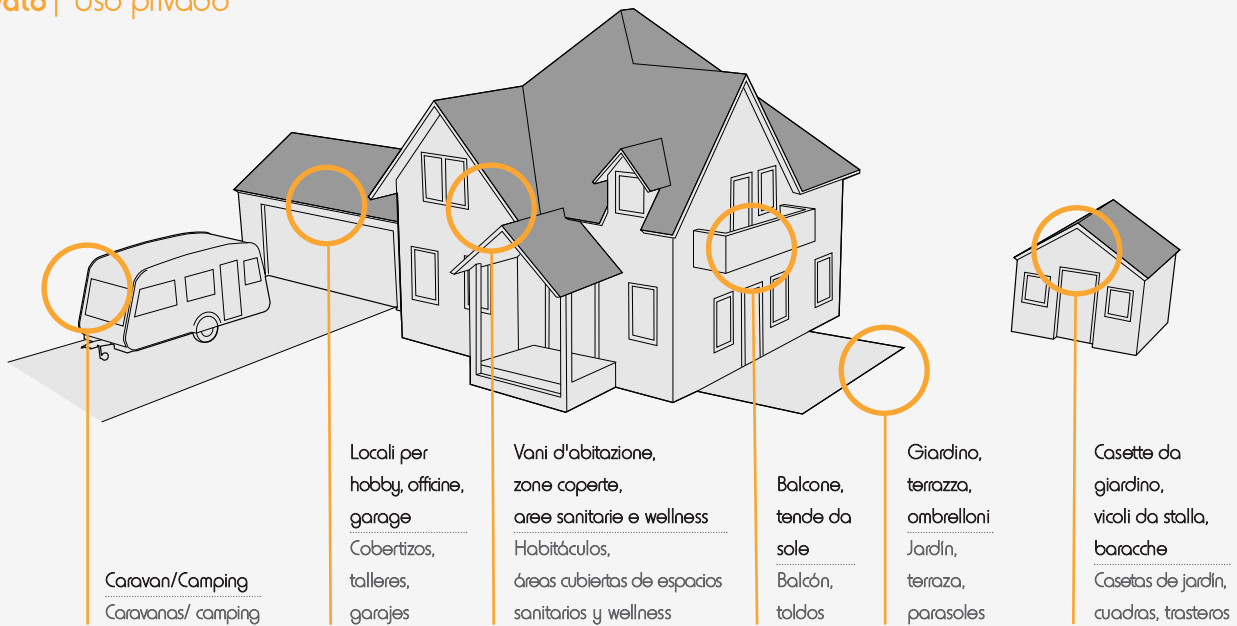 | Uso privado
Caravan/Camping
Caravanas/ camping
Locali per
hobby, officine,
garage
Cobertizos,
talleres,
garajes
Vani d'abitazione,
zone coperte,
aree sanitarie e wellness
Habitáculos,
áreas cubiertas de espacios
sanitarios y wellness
Balcone,
tende da
sole
Balcón,
toldos
Giardino,
terrazza,
ombrelloni
Jardín,
terraza,
parasoles
Casette da
giardino,
vicoli da stalla,
baracche
Casetas de jardín,
cuadras, trasteros